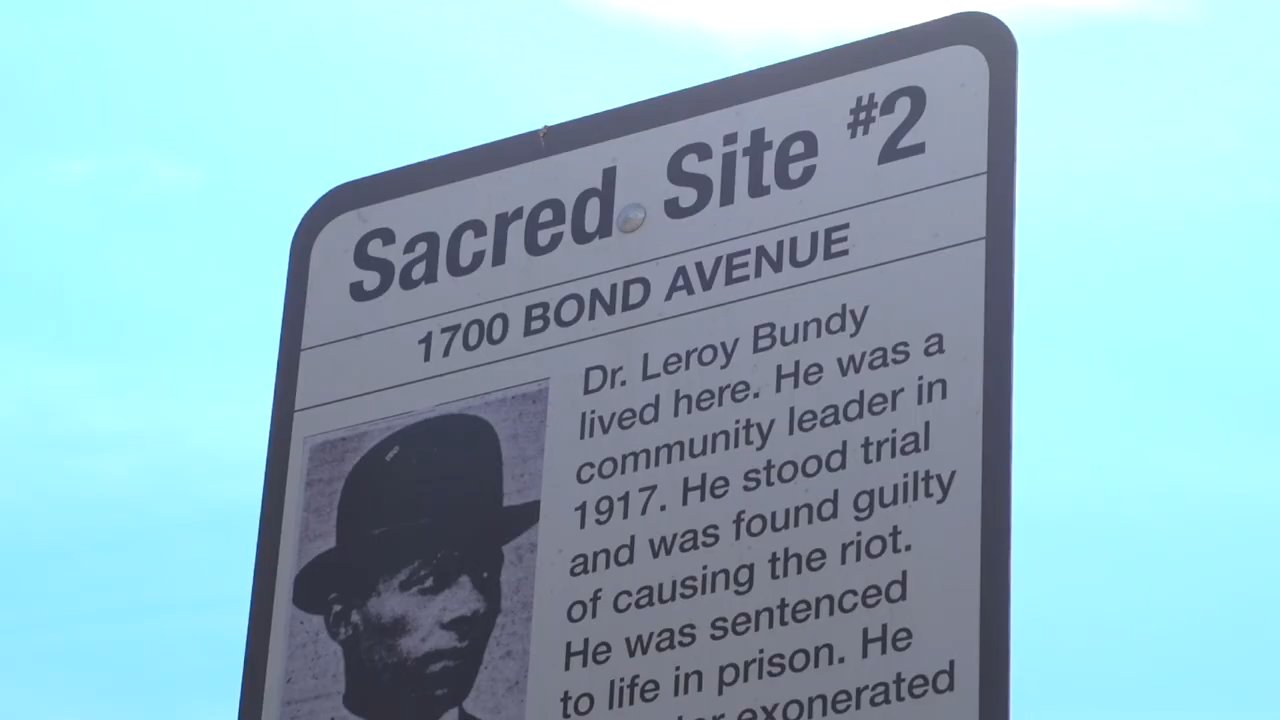 Sacred Site #2
1700 BOND AVENUE
Dr. Leroy Bundy
lived here. He was a
community leader in
1917. He stood trial
and was found guilty
of causing the riot.
He was sentenced
to life in prison. He
exonerated